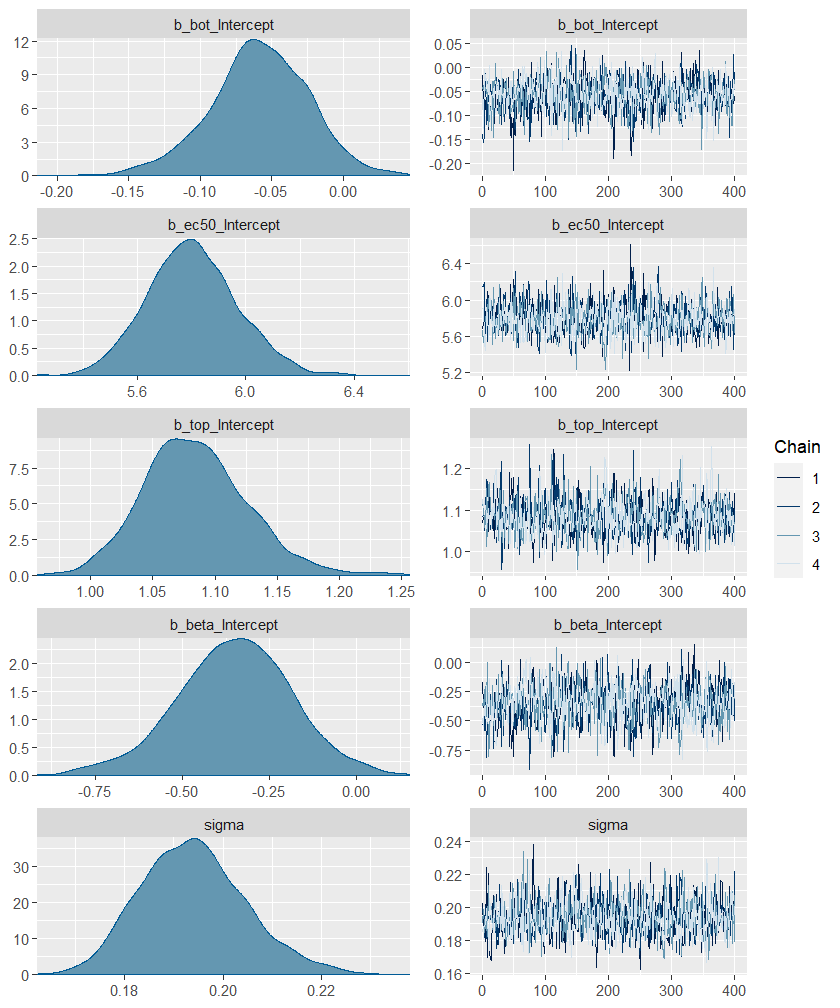 b_bot_Intercept
12
9
6
3
0
-0.20 -0.15 -0.10 -0.05 0.00
b_bot_Intercept
0.05
0.00
-0.05
-0.10
-0.15
-0.20
0 100 200 300 400
b_ec50_Intercept
2.5
2.0
1.5
1.0
0.5
0.0
5.6 6.0 6.4
b_ec50_Intercept
6.4
6.0
5.6
5.2
0 100 200 300 400
b_top_Intercept
7.5
5.0
2.5
0.0
1.00 1.05 1.10 1.15 1.20 1.25
b_top_Intercept
1.2
1.1
1.0
0 100 200 300 400
b_beta_Intercept
2.0
1.5
1.0
0.5
0.0
-0.75 -0.50 -0.25 0.00
b_beta_Intercept
0.00
-0.25
-0.50
-0.75
0 100 200 300 400
sigma
30
20
10
0
0.18 0.20 0.22
sigma
0.24
0.22
0.20
0.18
0.16
0 100 200 300 400
Chain
1
2
3
4